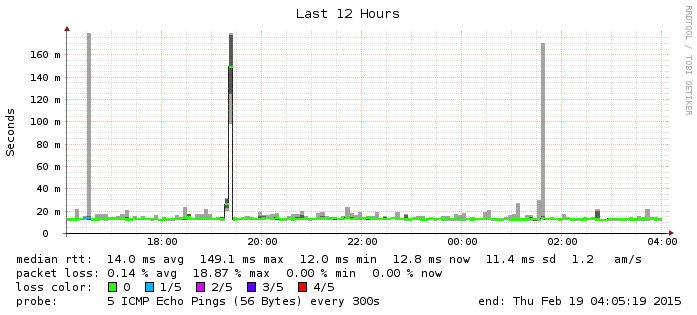 Last 12 Hours
RRDTOOL / TOBI OETIKER
Seconds
160 m
140 m
120 m
100 m
80 m
60 m
40 m
20 m
0
18:00 20:00 22:00 00:00 02:00 04:00
median rtt: 14.0 ms avg 149.1 ms max 12.0 ms min 12.8 ms now 11.4 ms sd 1.2 am/s
packet loss: 0.14 % avg 18.87 % max 0.00 % min 0.00 % now
loss color: 0 1/5 2/5 3/5 4/5
probe: 5 ICMP Echo Pings (56 Bytes) every 300s end: Thu Feb 19 04:05:19 2015